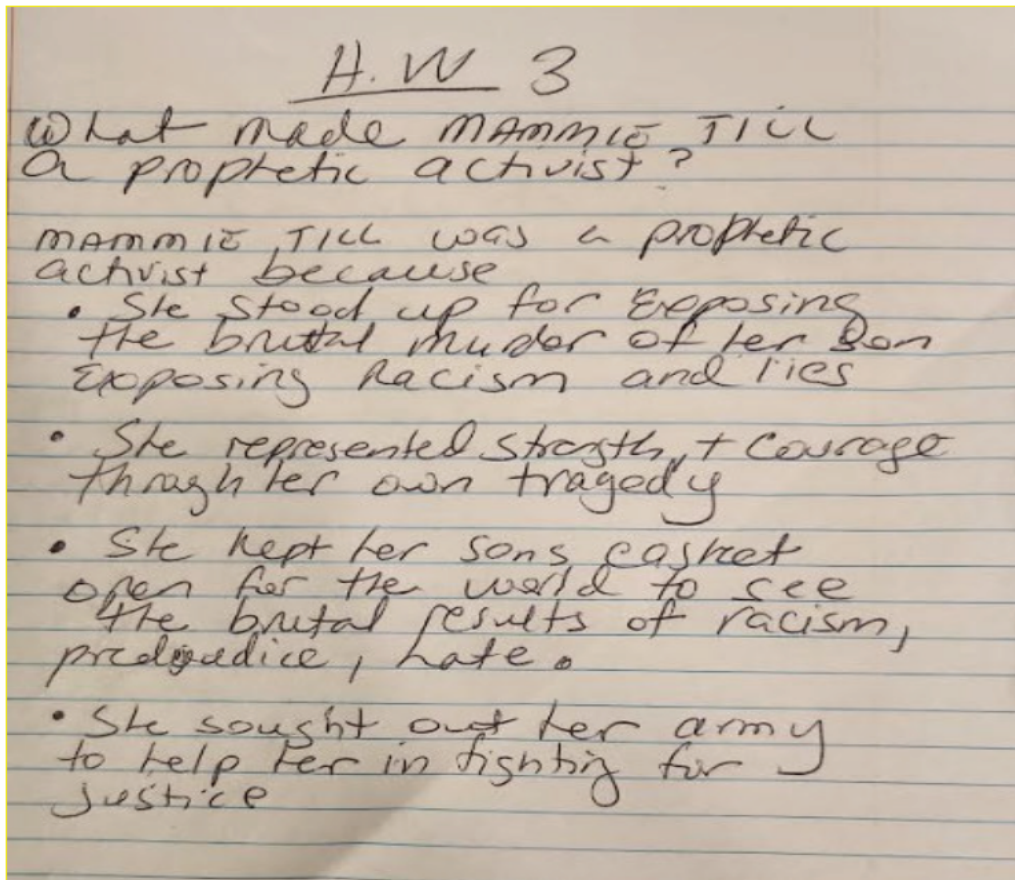 H.W 3
What made MAMMIE TILL
a prophetic activist?
MAMMIE TILL was a prophetic
activist because
• She stood up for Exposing
the brutal murder of her son
Exposing Racism and lies
• She represented strength, + Courage
through her own tragedy
• She kept her sons casket
open for the world to see
the brutal results of racism,
predjudice, hate.
• She sought out her army
to help her in fighting for
justice